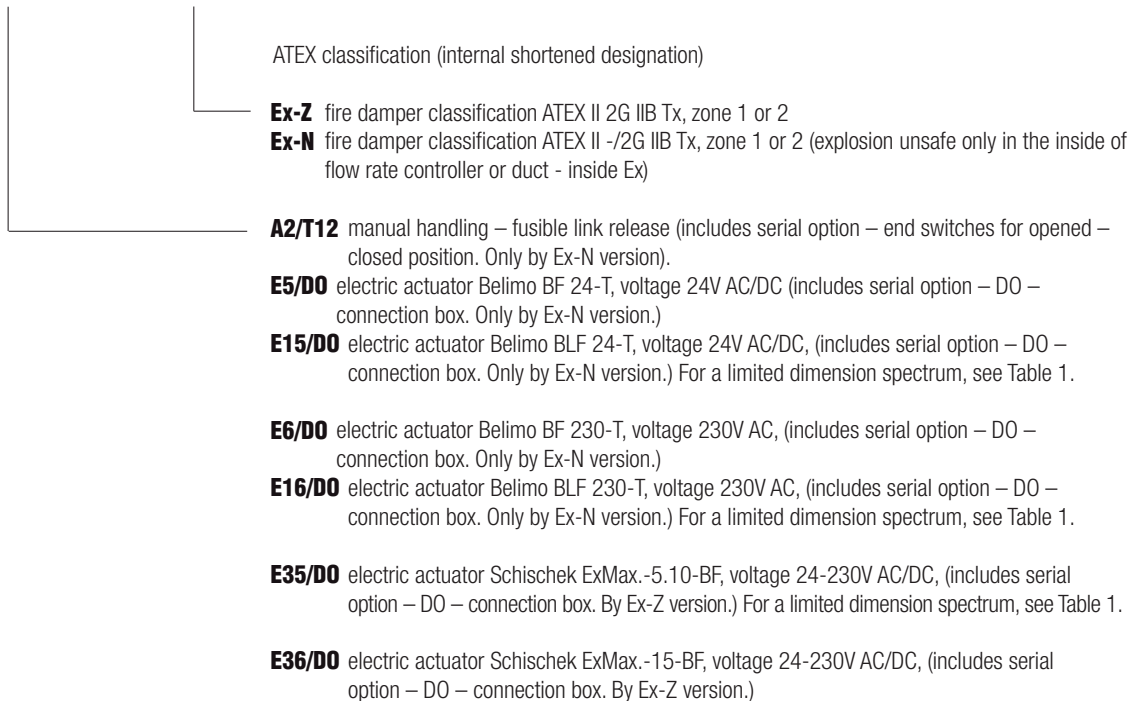 ATEX classification (internal shortened designation)
Ex-Z fire damper classification ATEX II 2G IIB Tx, zone 1 or 2
Ex-N fire damper classification ATEX II -/2G IIB Tx, zone 1 or 2 (explosion unsafe only in the inside of
flow rate controller or duct - inside Ex)
A2/T12 manual handling – fusible link release (includes serial option – end switches for opened –
closed position. Only by Ex-N version).
E5/DO electric actuator Belimo BF 24-T, voltage 24V AC/DC (includes serial option – DO –
connection box. Only by Ex-N version.)
E15/DO electric actuator Belimo BLF 24-T, voltage 24V AC/DC, (includes serial option – DO –
connection box. Only by Ex-N version.) For a limited dimension spectrum, see Table 1.
E6/DO electric actuator Belimo BF 230-T, voltage 230V AC, (includes serial option – DO –
connection box. Only by Ex-N version.)
E16/DO electric actuator Belimo BLF 230-T, voltage 230V AC, (includes serial option – DO –
connection box. Only by Ex-N version.) For a limited dimension spectrum, see Table 1.
E35/DO electric actuator Schischek ExMax.-5.10-BF, voltage 24-230V AC/DC, (includes serial
option – DO – connection box. By Ex-Z version.) For a limited dimension spectrum, see Table 1.
E36/DO electric actuator Schischek ExMax.-15-BF, voltage 24-230V AC/DC, (includes serial
option – DO – connection box. By Ex-Z version.)